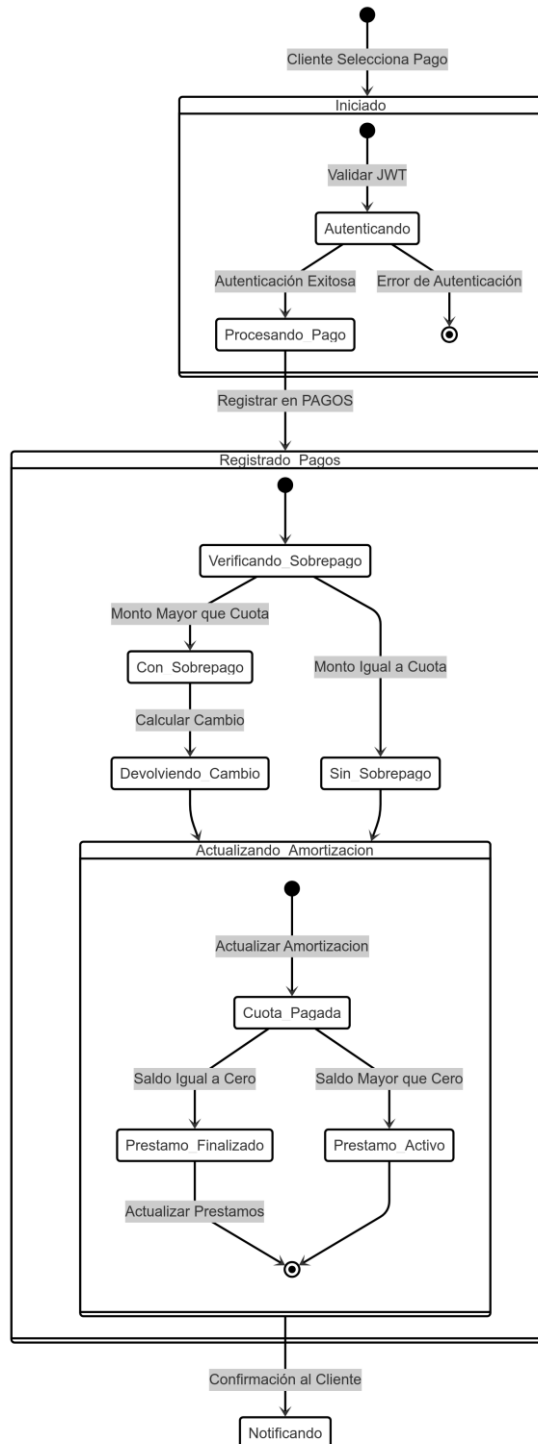 Cliente Selecciona Pago
Iniciado
Validar JWT
Autenticando
Autenticación Exitosa
Error de Autenticación
Procesando_Pago
Registrar en PAGOS
Registrado_Pagos
Verificando_Sobrepago
Monto Mayor que Cuota
Con_Sobrepago
Monto Igual a Cuota
Calcular Cambio
Devolviendo_Cambio
Sin_Sobrepago
Actualizando_Amortizacion
Actualizar Amortizacion
Cuota_Pagada
Saldo Igual a Cero
Saldo Mayor que Cero
Prestamo_Finalizado
Prestamo_Activo
Actualizar Prestamos
Confirmación al Cliente
Notificando